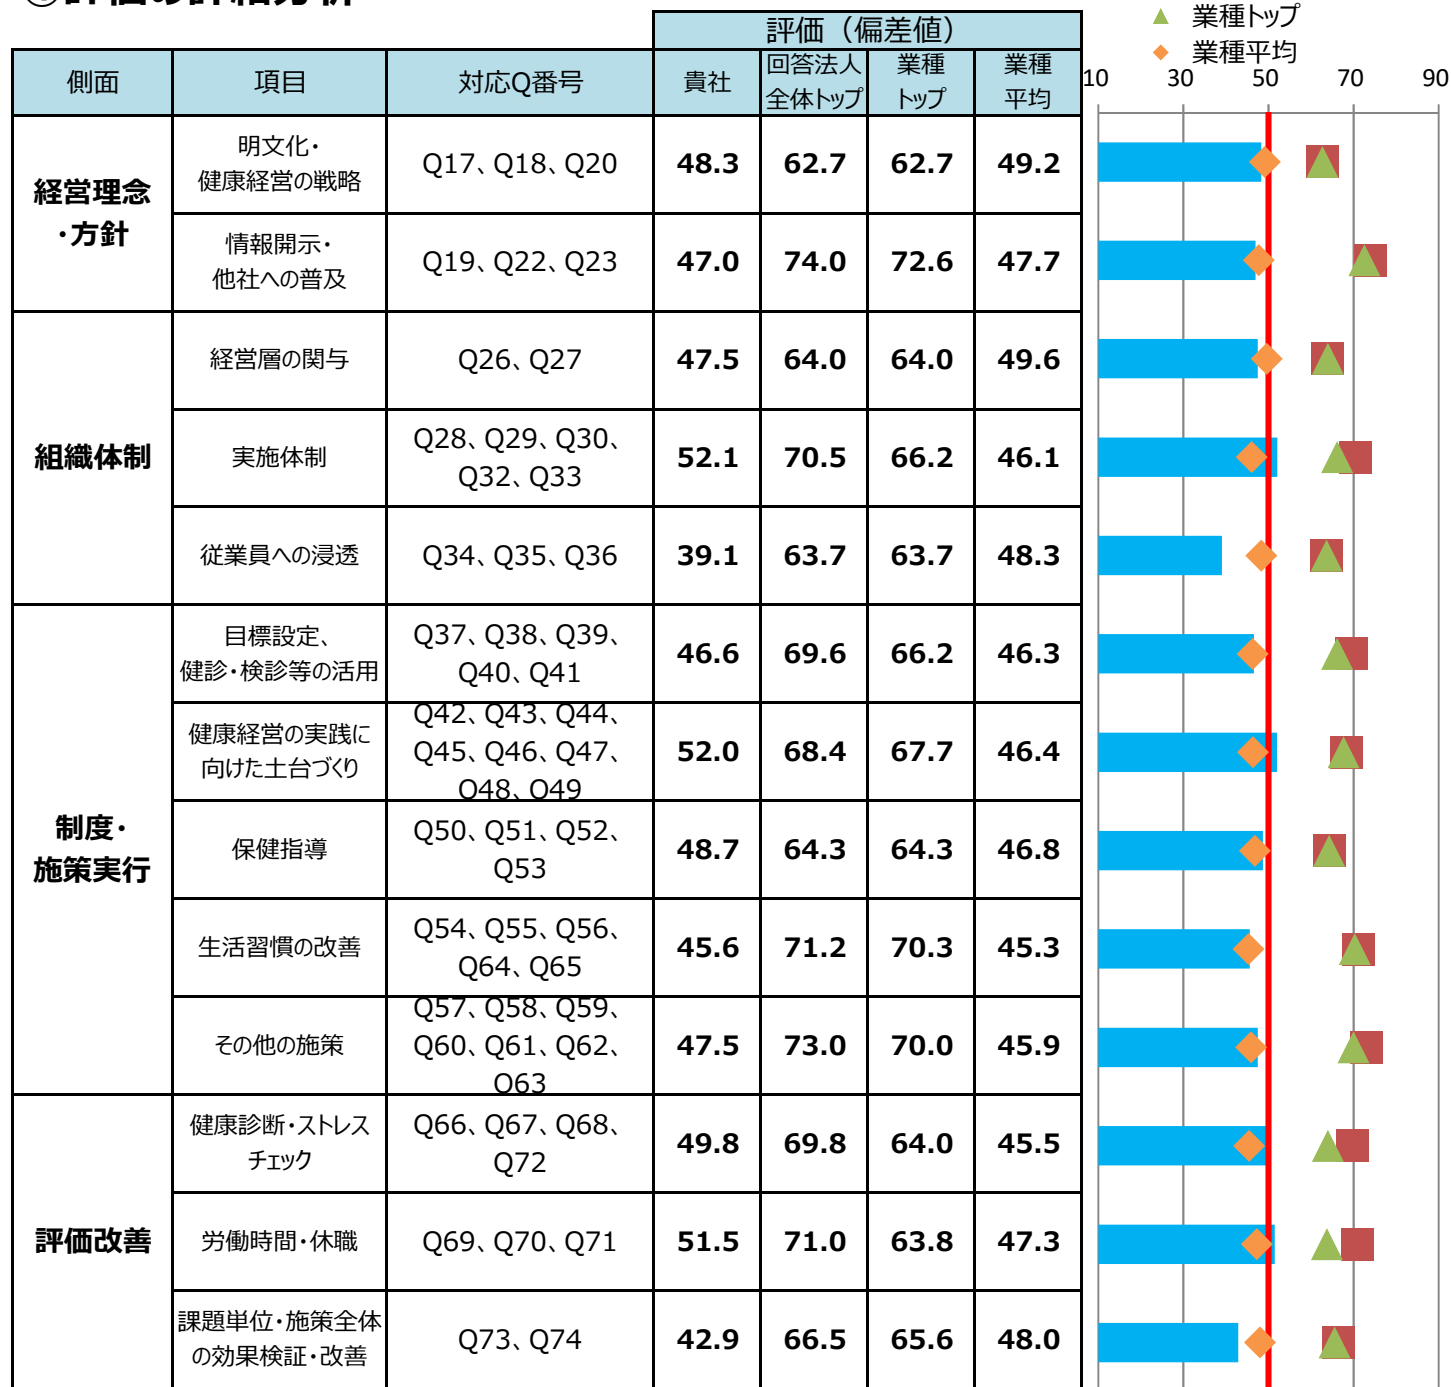 ①評価の詳細分析
▲ 業種トップ
◆ 業種平均
評価（偏差値）
側面 項目 対応Q番号 貴社 回答法人 業種 業種
全体トップ トップ 平均
10 30 50 70 90
経営理念
・方針
明文化・
健康経営の戦略
Q17、Q18、Q20 48.3 62.7 62.7 49.2
情報開示・
他社への普及
Q19、Q22、Q23 47.0 74.0 72.6 47.7
組織体制
経営層の関与 Q26、Q27 47.5 64.0 64.0 49.6
実施体制
Q28、Q29、Q30、
Q32、Q33
52.1 70.5 66.2 46.1
従業員への浸透 Q34、Q35、Q36 39.1 63.7 63.7 48.3
制度・
施策実行
目標設定、
健診・検診等の活用
Q37、Q38、Q39、
Q40、Q41
46.6 69.6 66.2 46.3
健康経営の実践に
向けた土台づくり
Q42、Q43、Q44、
Q45、Q46、Q47、
Q48、Q49
52.0 68.4 67.7 46.4
保健指導
Q50、Q51、Q52、
Q53
48.7 64.3 64.3 46.8
生活習慣の改善
Q54、Q55、Q56、
Q64、Q65
45.6 71.2 70.3 45.3
その他の施策
Q57、Q58、Q59、
Q60、Q61、Q62、
Q63
47.5 73.0 70.0 45.9
評価改善
健康診断・ストレス
チェック
Q66、Q67、Q68、
Q72
49.8 69.8 64.0 45.5
労働時間・休職 Q69、Q70、Q71 51.5 71.0 63.8 47.3
課題単位・施策全体
の効果検証・改善
Q73、Q74 42.9 66.5 65.6 48.0